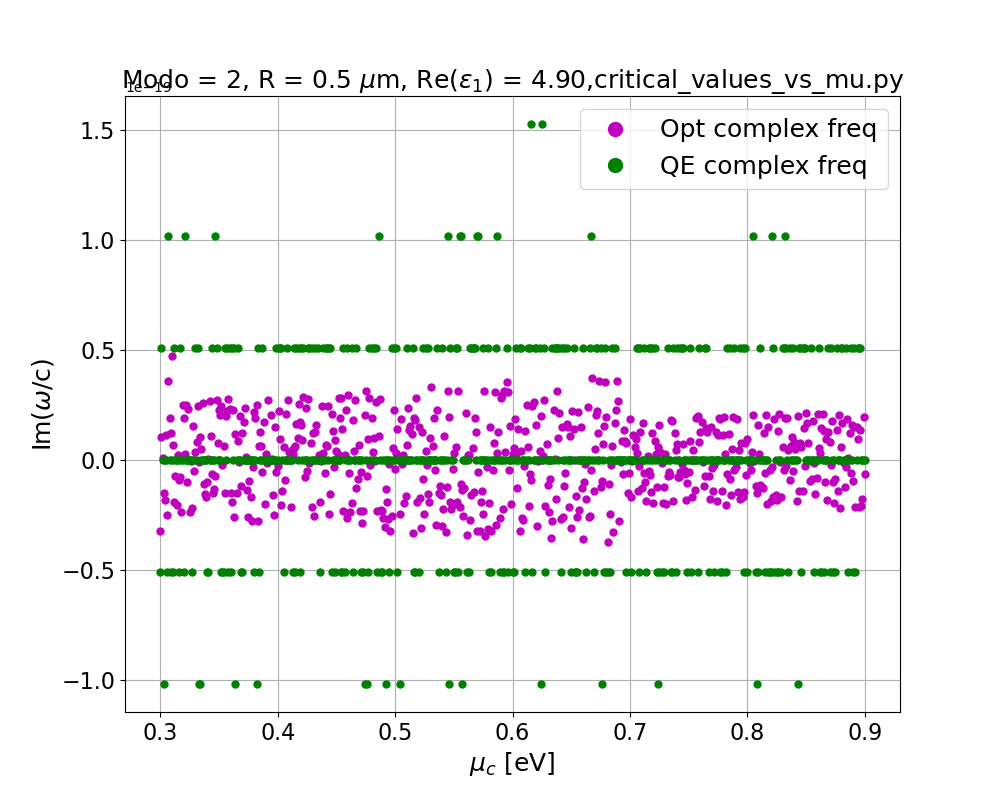 Modo = 2, R = 0.5 μm, Re(ε₁) = 4.90,critical_values_vs_mu.py
Opt complex freq
QE complex freq
1.5
1.0
0.5
0.0
−0.5
−1.0
Im(ω/c)
0.3 0.4 0.5 0.6 0.7 0.8 0.9
μc [eV]